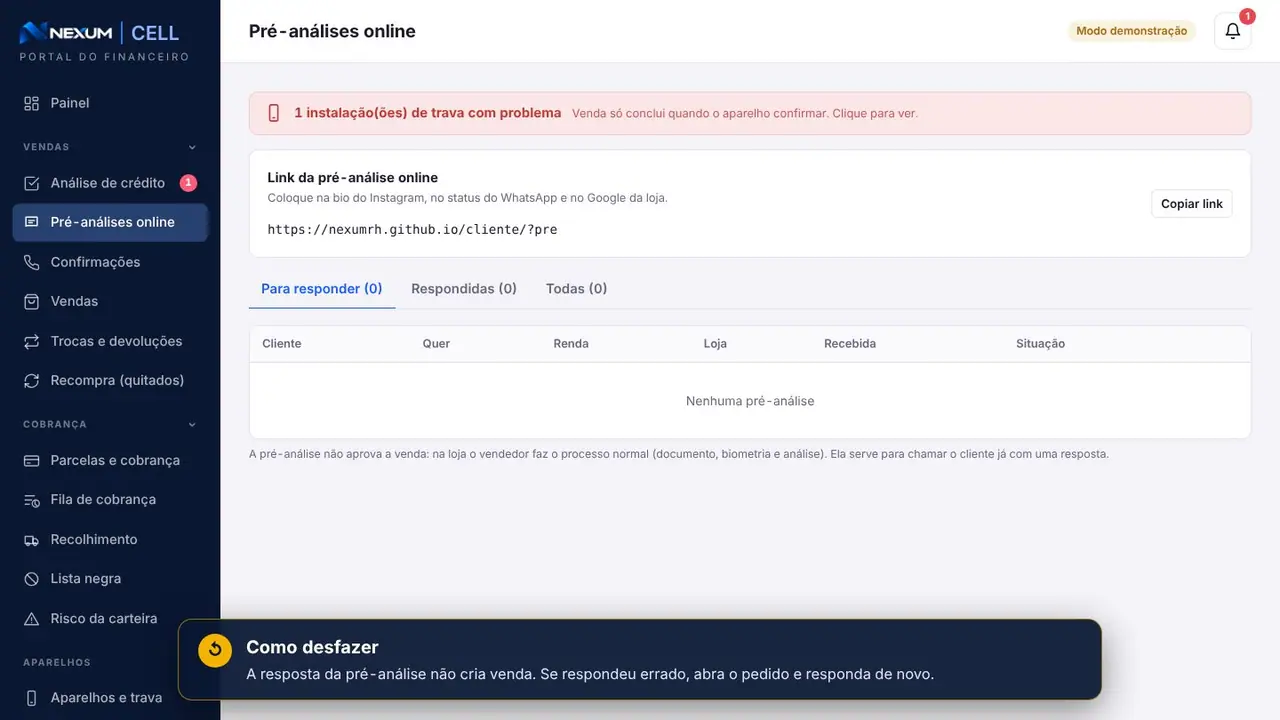 NEXUM | CELL
PORTAL DO FINANCEIRO
Painel
VENDAS
Análise de crédito 1
Pré-análises online
Confirmações
Vendas
Trocas e devoluções
Recompra (quitados)
COBRANÇA
Parcelas e cobrança
Fila de cobrança
Recolhimento
Lista negra
Risco da carteira
APARELHOS
Aparelhos e trava
Pré-análises online
Modo demonstração
1
1 instalação(ões) de trava com problema Venda só conclui quando o aparelho confirmar. Clique para ver.
Link da pré-análise online
Coloque na bio do Instagram, no status do WhatsApp e no Google da loja.
https://nexumrh.github.io/cliente/?pre
Copiar link
Para responder (0) Respondidas (0) Todas (0)
Cliente Quer Renda Loja Recebida Situação
Nenhuma pré-análise
A pré-análise não aprova a venda: na loja o vendedor faz o processo normal (documento, biometria e análise). Ela serve para chamar o cliente já com uma resposta.
Como desfazer
A resposta da pré-análise não cria venda. Se respondeu errado, abra o pedido e responda de novo.